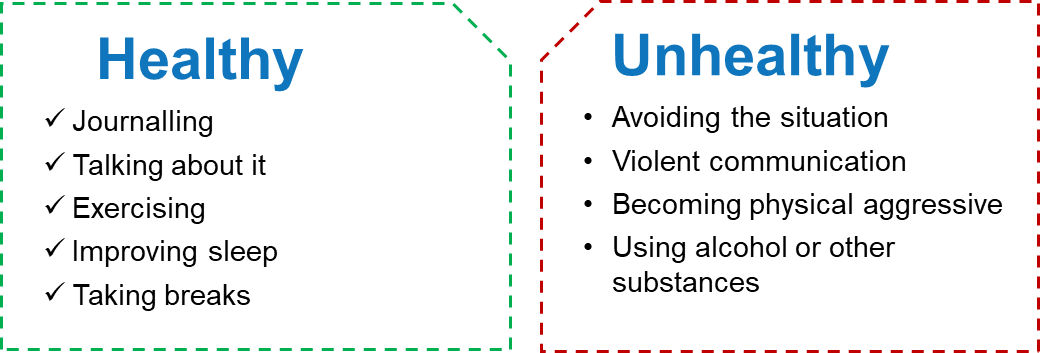 Healthy
✓ Journalling
✓ Talking about it
✓ Exercising
✓ Improving sleep
✓ Taking breaks
Unhealthy
• Avoiding the situation
• Violent communication
• Becoming physical aggressive
• Using alcohol or other
substances